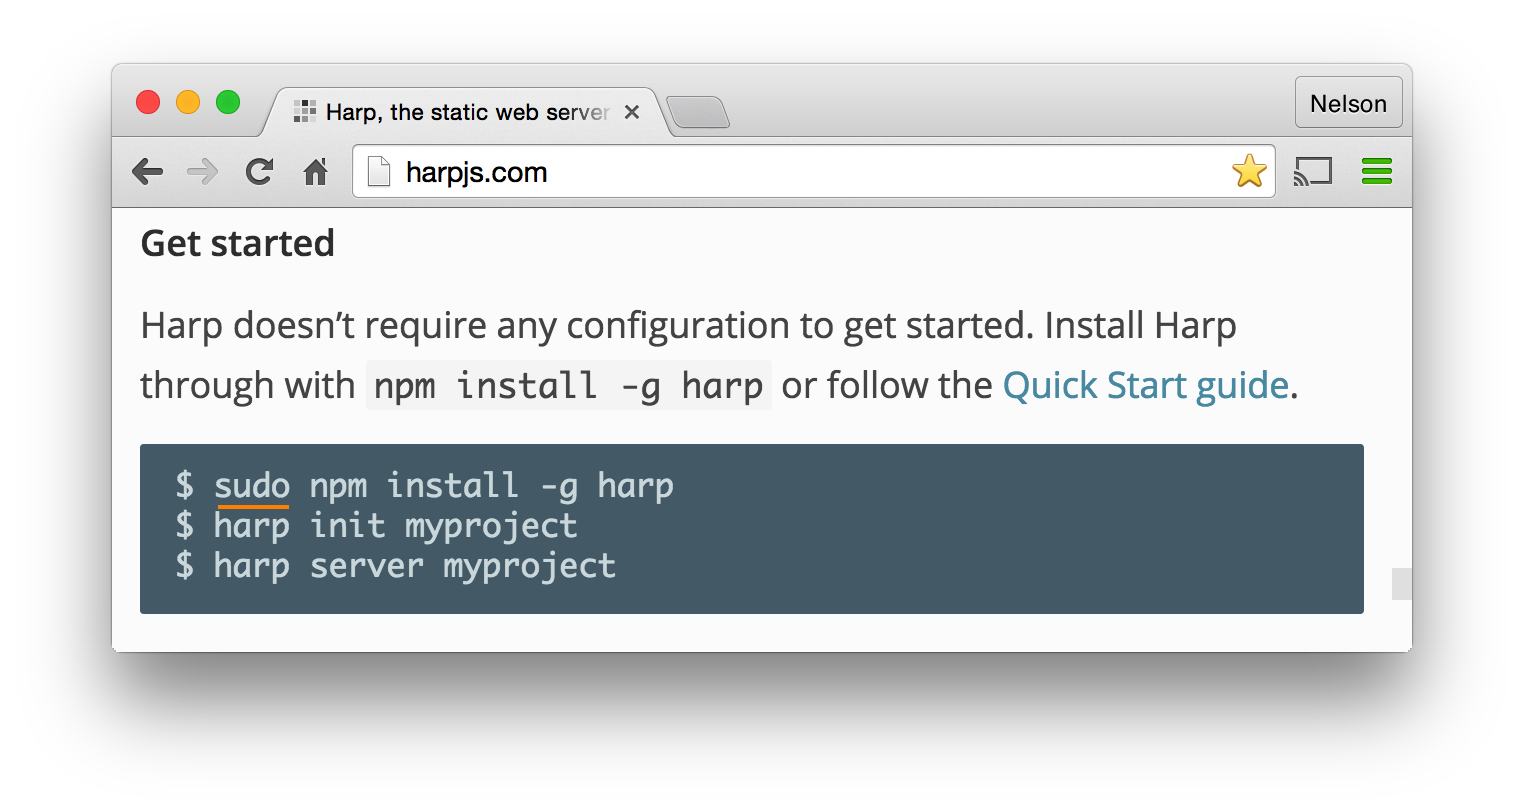 Harp, the static web server
Nelson
harpjs.com
Get started
Harp doesn’t require any configuration to get started. Install Harp
through with npm install -g harp or follow the Quick Start guide.
$ sudo npm install -g harp
$ harp init myproject
$ harp server myproject